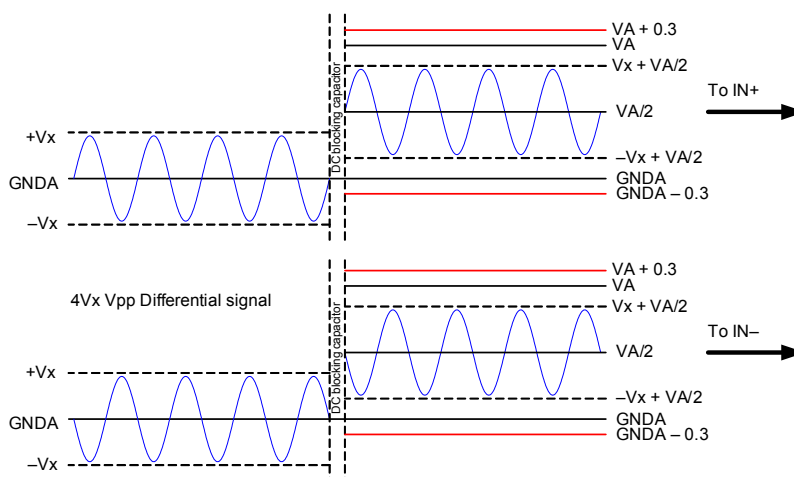 VA + 0.3
VA
Vx + VA/2
DC blocking capacitor
To IN+
VA/2
+Vx
–Vx + VA/2
GNDA
GNDA
GNDA – 0.3
–Vx
VA + 0.3
VA
4Vx Vpp Differential signal
Vx + VA/2
DC blocking capacitor
To IN–
VA/2
+Vx
–Vx + VA/2
GNDA
GNDA
GNDA – 0.3
–Vx